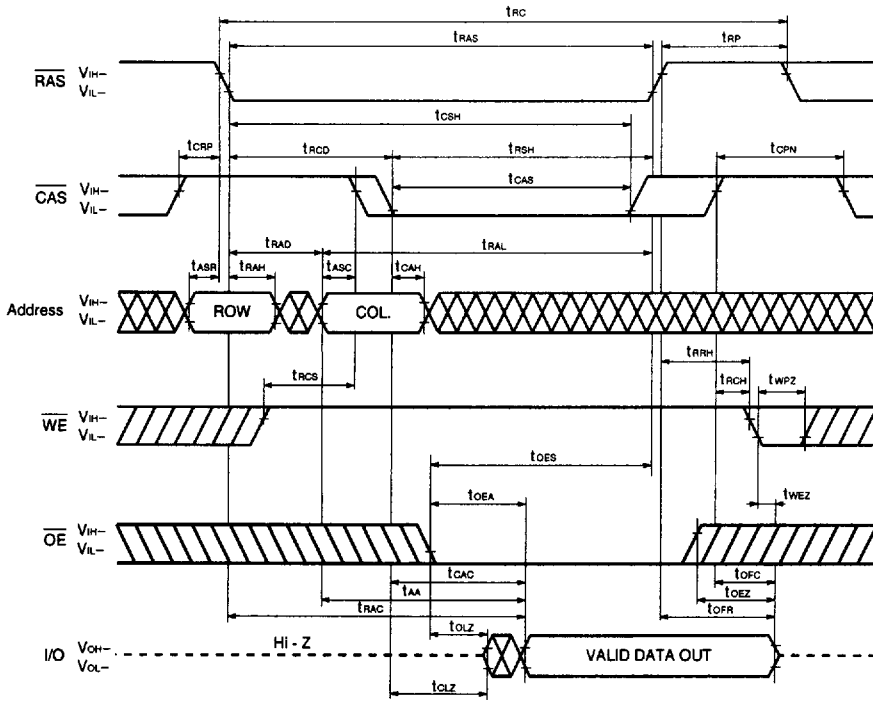 tRC
tRAS tRP
RAS VIH–
VIL–
tCSH
tCRP tRCD tRSH tCPN
tCAS
CAS VIH–
VIL–
tRAD tRAL
tASR tRAH tASC tCAH
Address VIH–
VIL–
ROW COL.
tRRH
tRCS tRCH tWPZ
WE VIH–
VIL–
tOES
tOEA tWEZ
OE VIH–
VIL–
tCAC tOFC
tAA tOEZ
tRAC tOFR
tOLZ
Hi - Z
I/O VOH–
VOL–
VALID DATA OUT
tCLZ